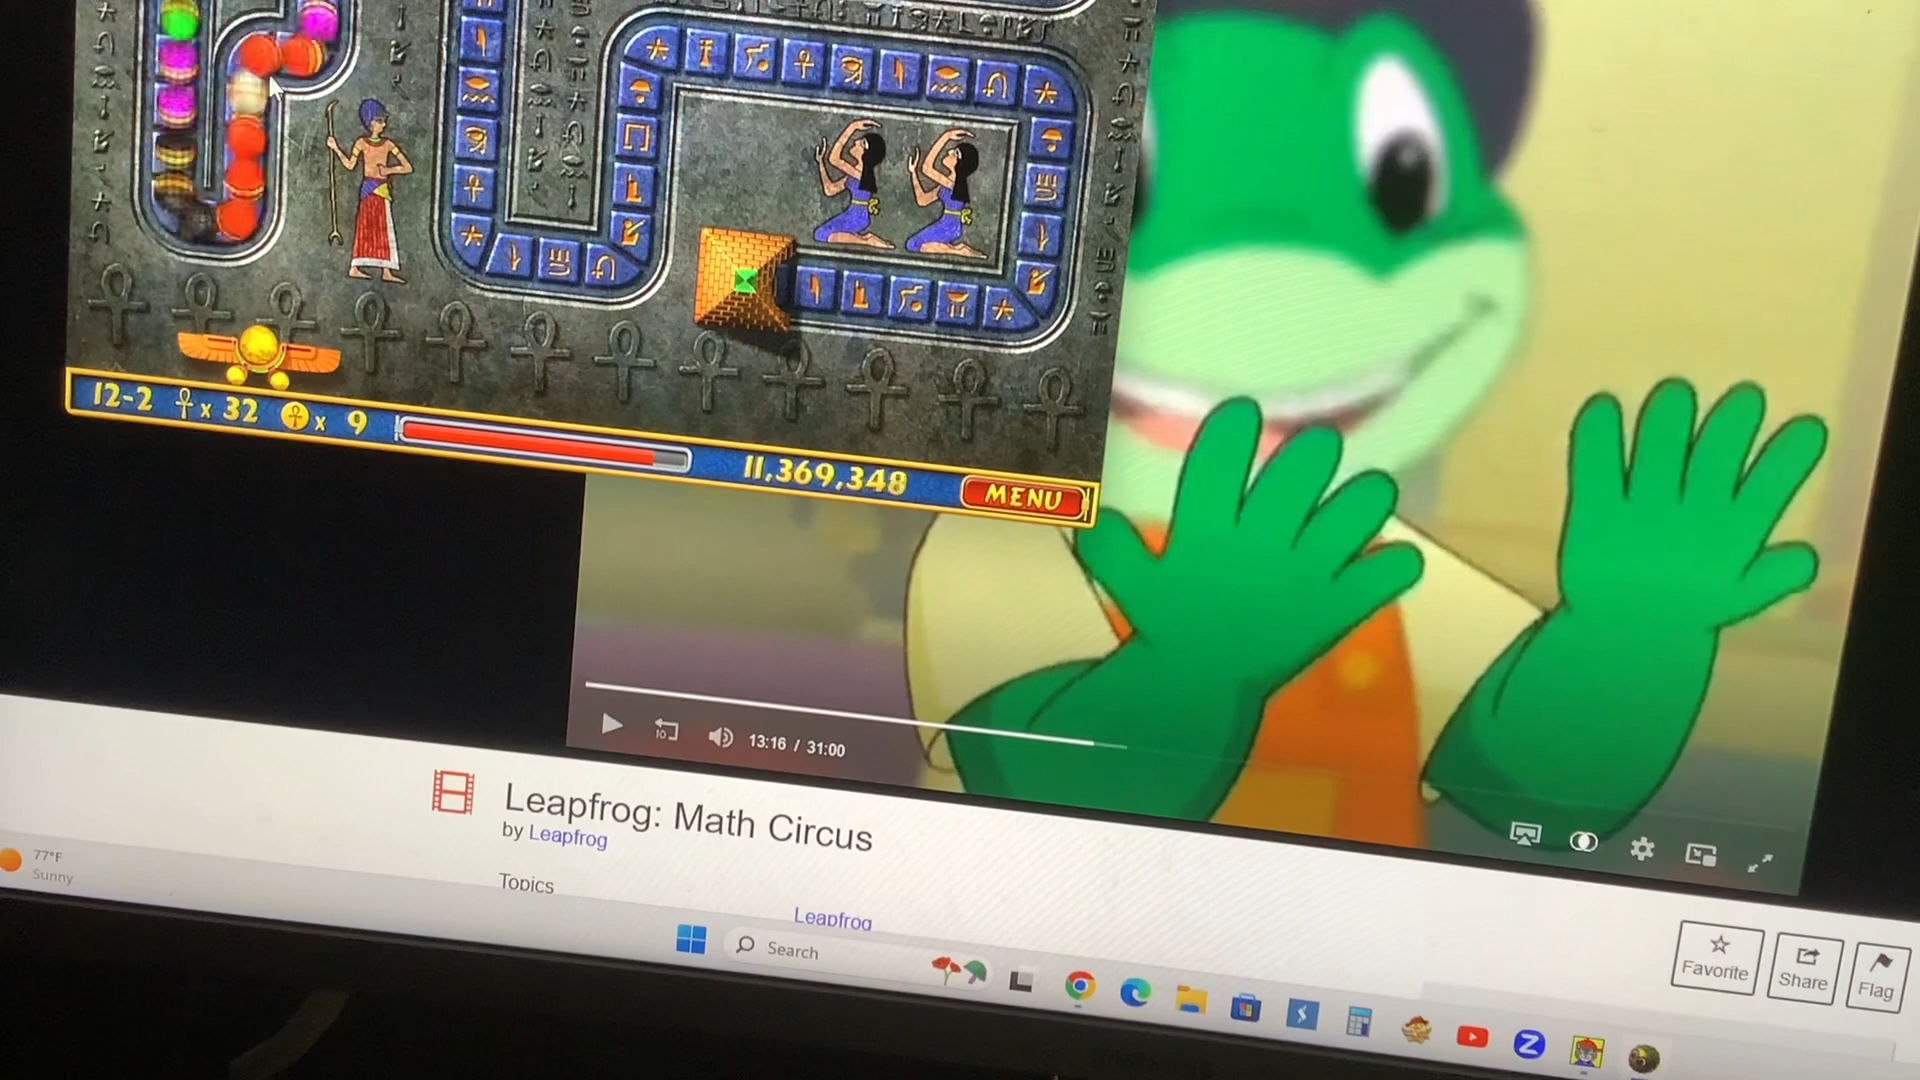 12-2 x 32 x 9 11,369,348 MENU
10 13:16 / 31:00
Leapfrog: Math Circus
by Leapfrog
Topics
Leapfrog
77°F
Sunny
Search
Favorite Share Flag